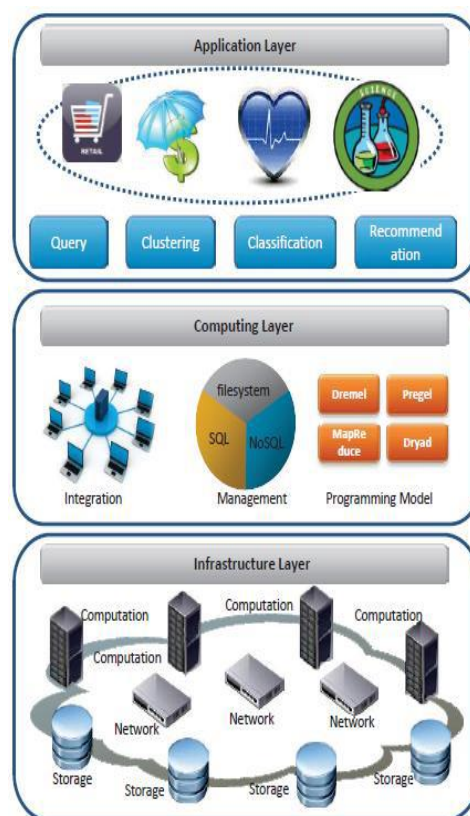 Application Layer
RETAIL
SCIENCE
Query
Clustering
Classification
Recommend
ation
Computing Layer
filesystem
SQL
NoSQL
Dremel
Pregel
MapRe
duce
Dryad
Integration
Management
Programming Model
Infrastructure Layer
Computation
Computation
Computation
Computation
Network
Network
Network
Storage
Storage
Storage
Storage